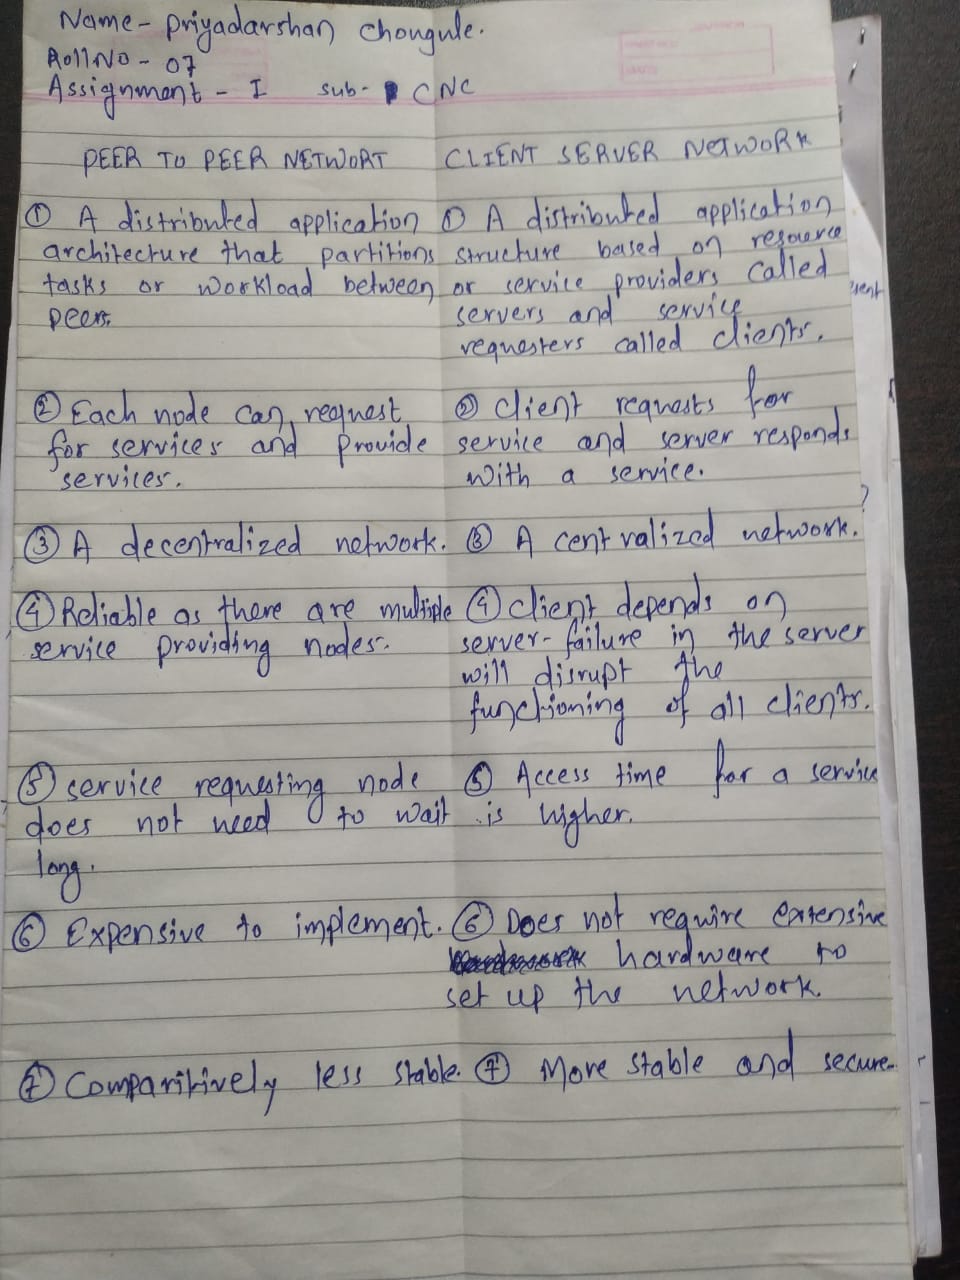 Name - Priyadarshan Chougule.
Roll No - 07
Assignment - I sub- CNC
PEER TO PEER NETWORT
① A distributed application
architecture that partitions
tasks or workload between
peers.
② Each node can request
for services and provide
services.
③ A decentralized network.
④ Reliable as there are multiple
service providing nodes.
⑤ service requesting node
does not need to wait
long.
⑥ Expensive to implement.
⑦ Comparitively less stable.
CLIENT SERVER NETWORK
① A distributed application
structure based on resource
or service providers called
servers and service
requesters called clients.
② client requests for
service and server responds
with a service.
③ A centralized network.
④ client depends on
server-failure in the server
will disrupt the
functioning of all clients.
⑤ Access time for a service
is higher.
⑥ Does not require extensive
hardware to
set up the network.
⑦ More stable and secure.